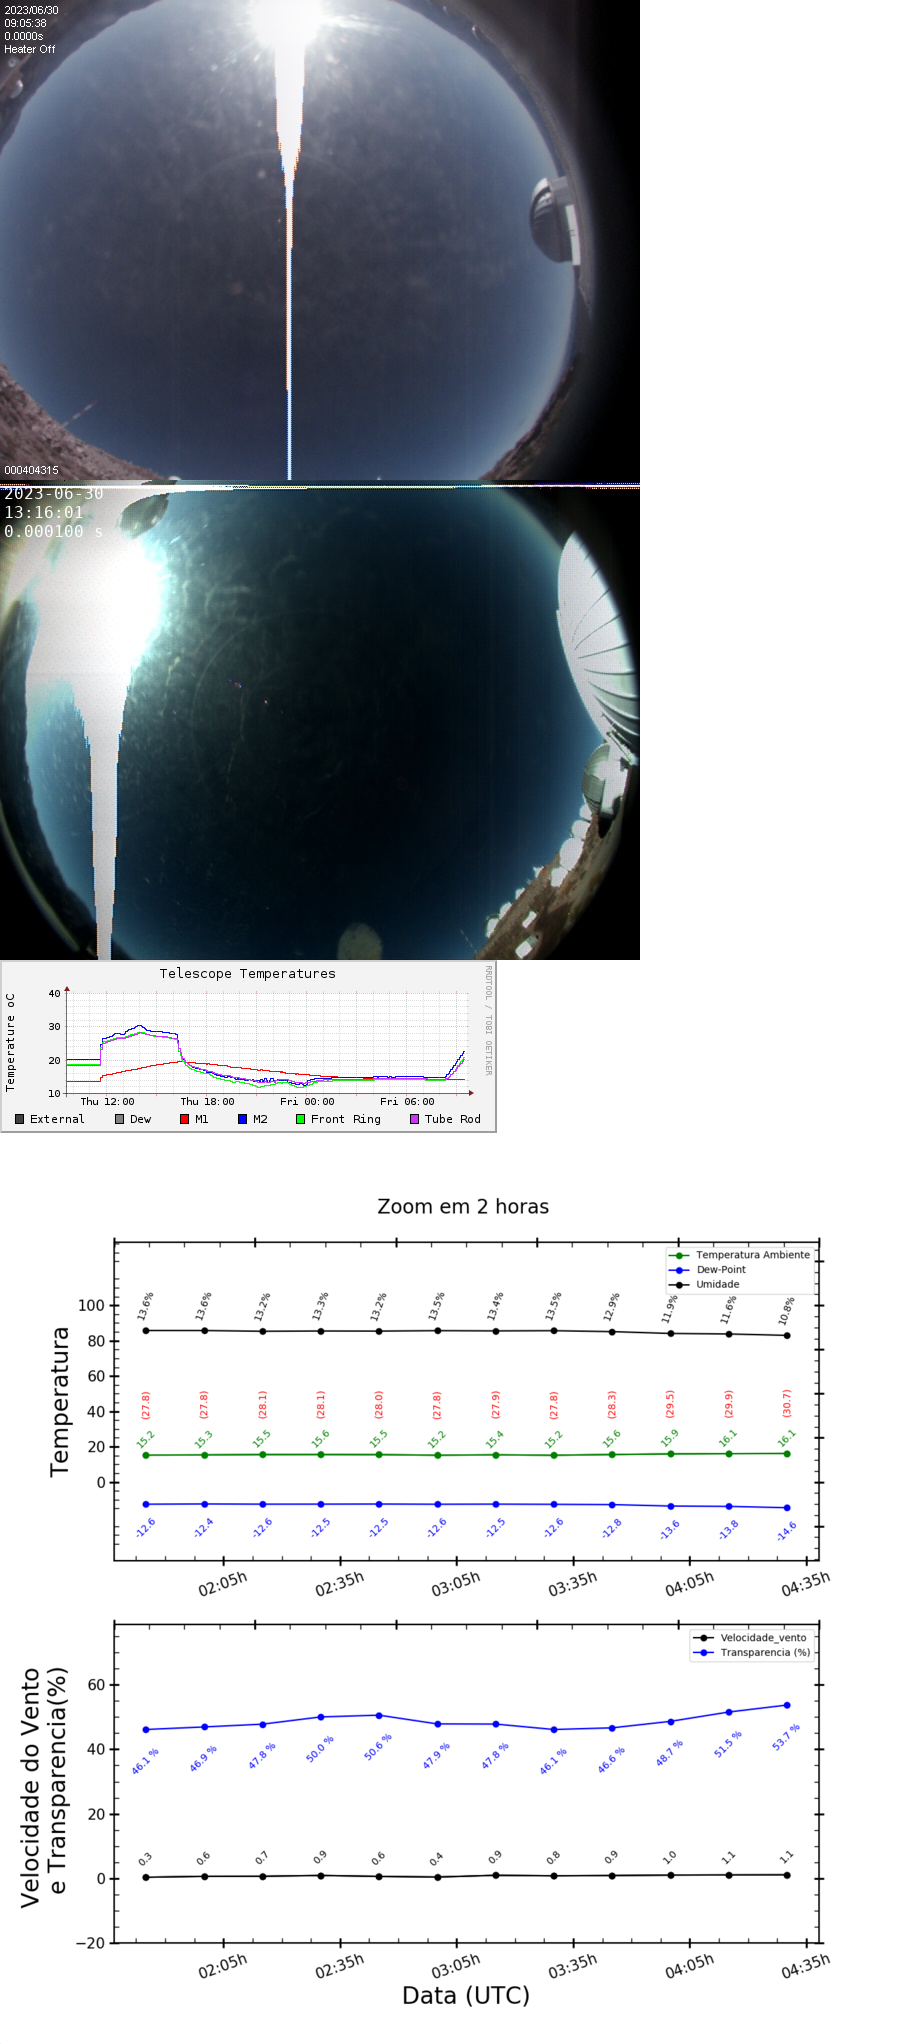 2023/06/30
09:05:38
0.0000s
Heater Off
000404315
2023-06-30
13:16:01
0.000100 s
Telescope Temperatures
RRDTOOL / TOBI OETIKER
Temperature oC
40
30
20
10
Thu 12:00 Thu 18:00 Fri 00:00 Fri 06:00
External Dew M1 M2 Front Ring Tube Rod
Zoom em 2 horas
Temperatura Ambiente
Dew-Point
Umidade
Temperatura
100
80
60
40
20
0
13.6% 13.6% 13.2% 13.3% 13.2% 13.5% 13.4% 13.5% 12.9% 11.9% 11.6% 10.8%
(27.8) (27.8) (28.1) (28.1) (28.0) (27.8) (27.9) (27.8) (28.3) (29.5) (29.9) (30.7)
15.2 15.3 15.5 15.6 15.5 15.2 15.4 15.2 15.6 15.9 16.1 16.1
-12.6 -12.4 -12.6 -12.5 -12.5 -12.6 -12.5 -12.6 -12.8 -13.6 -13.8 -14.6
02:05h 02:35h 03:05h 03:35h 04:05h 04:35h
Velocidade_vento
Transparencia (%)
Velocidade do Vento
e Transparencia(%)
60
40
20
0
−20
46.1 % 46.9 % 47.8 % 50.0 % 50.6 % 47.9 % 47.8 % 46.1 % 46.6 % 48.7 % 51.5 % 53.7 %
0.3 0.6 0.7 0.9 0.6 0.4 0.9 0.8 0.9 1.0 1.1 1.1
02:05h 02:35h 03:05h 03:35h 04:05h 04:35h
Data (UTC)